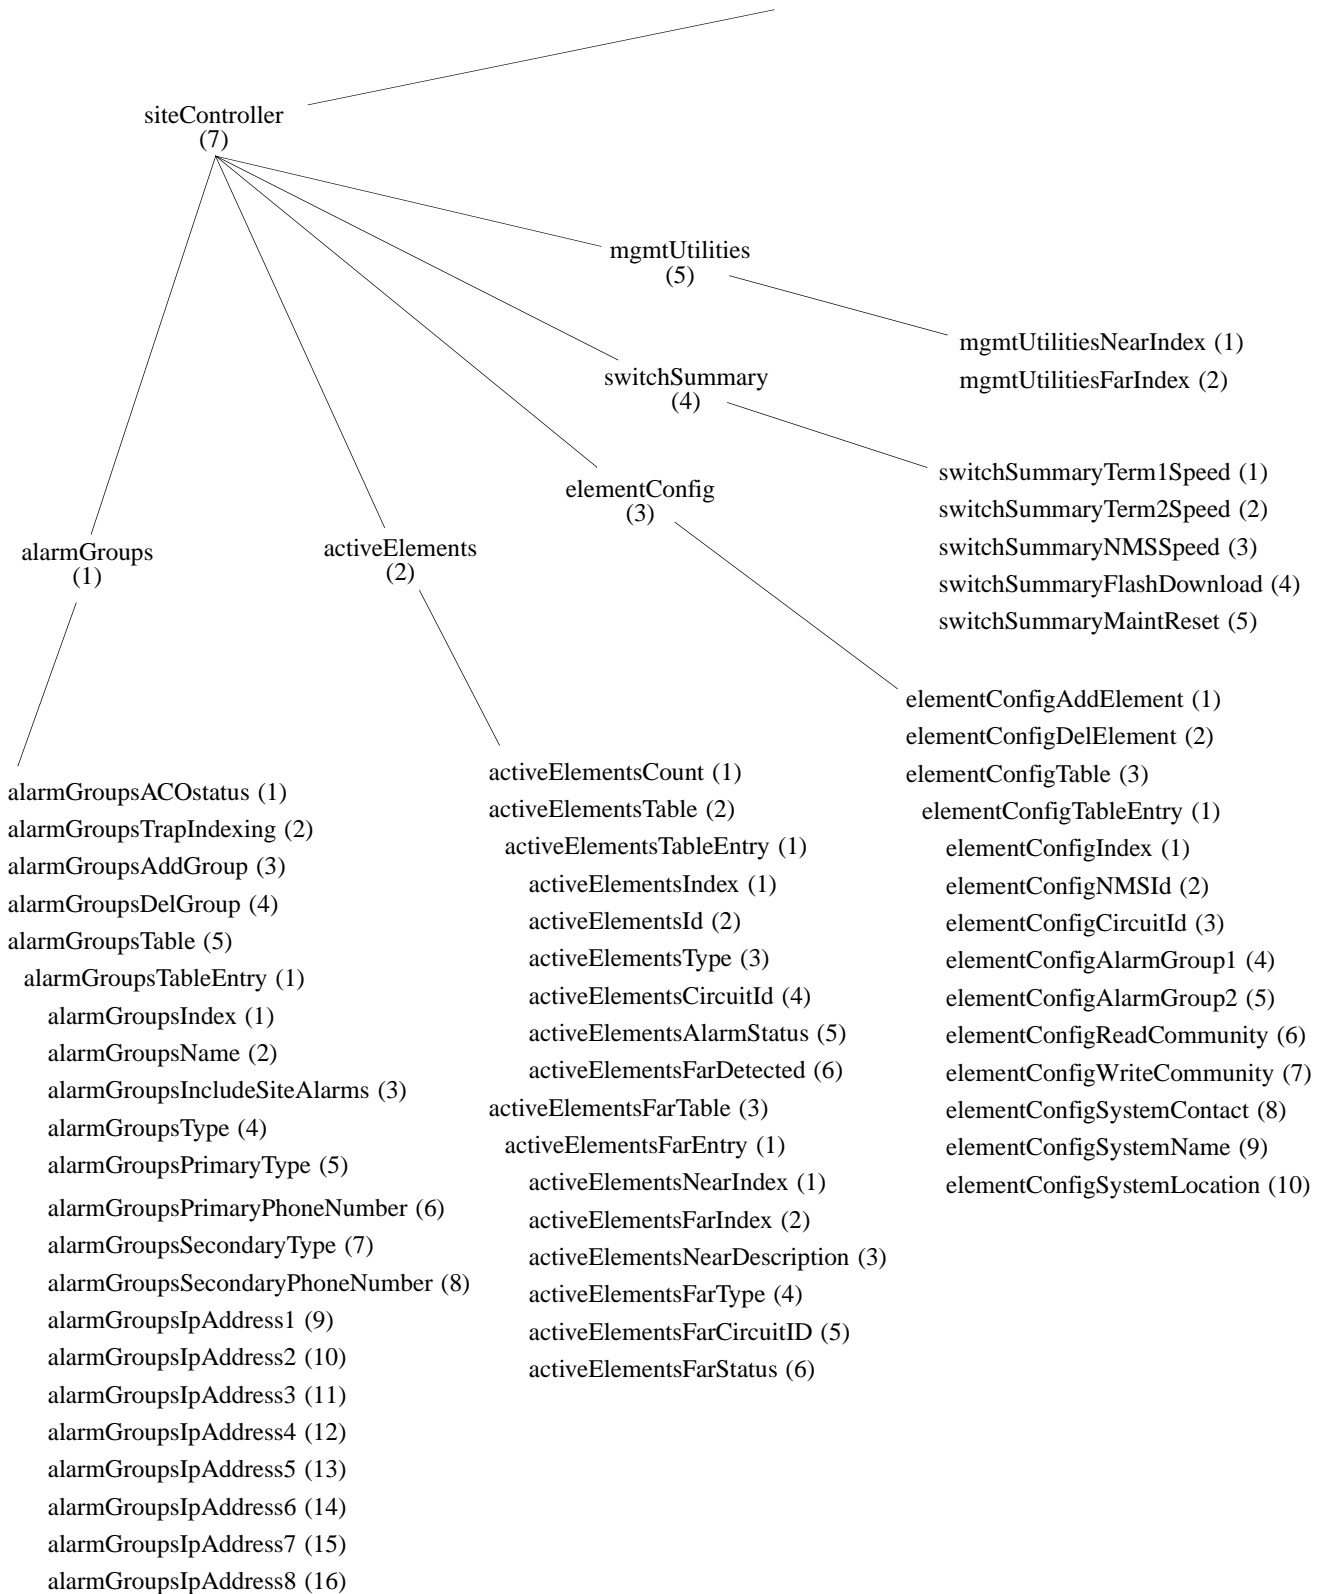 siteController
(7)
mgmtUtilities
(5)
mgmtUtilitiesNearIndex (1)
mgmtUtilitiesFarIndex (2)
switchSummary
(4)
switchSummaryTerm1Speed (1)
switchSummaryTerm2Speed (2)
switchSummaryNMSSpeed (3)
switchSummaryFlashDownload (4)
switchSummaryMaintReset (5)
elementConfig
(3)
elementConfigAddElement (1)
elementConfigDelElement (2)
elementConfigTable (3)
elementConfigTableEntry (1)
elementConfigIndex (1)
elementConfigNMSId (2)
elementConfigCircuitId (3)
elementConfigAlarmGroup1 (4)
elementConfigAlarmGroup2 (5)
elementConfigReadCommunity (6)
elementConfigWriteCommunity (7)
elementConfigSystemContact (8)
elementConfigSystemName (9)
elementConfigSystemLocation (10)
activeElements
(2)
activeElementsCount (1)
activeElementsTable (2)
activeElementsTableEntry (1)
activeElementsIndex (1)
activeElementsId (2)
activeElementsType (3)
activeElementsCircuitId (4)
activeElementsAlarmStatus (5)
activeElementsFarDetected (6)
activeElementsFarTable (3)
activeElementsFarEntry (1)
activeElementsNearIndex (1)
activeElementsFarIndex (2)
activeElementsNearDescription (3)
activeElementsFarType (4)
activeElementsFarCircuitID (5)
activeElementsFarStatus (6)
alarmGroups
(1)
alarmGroupsACOstatus (1)
alarmGroupsTrapIndexing (2)
alarmGroupsAddGroup (3)
alarmGroupsDelGroup (4)
alarmGroupsTable (5)
alarmGroupsTableEntry (1)
alarmGroupsIndex (1)
alarmGroupsName (2)
alarmGroupsIncludeSiteAlarms (3)
alarmGroupsType (4)
alarmGroupsPrimaryType (5)
alarmGroupsPrimaryPhoneNumber (6)
alarmGroupsSecondaryType (7)
alarmGroupsSecondaryPhoneNumber (8)
alarmGroupsIpAddress1 (9)
alarmGroupsIpAddress2 (10)
alarmGroupsIpAddress3 (11)
alarmGroupsIpAddress4 (12)
alarmGroupsIpAddress5 (13)
alarmGroupsIpAddress6 (14)
alarmGroupsIpAddress7 (15)
alarmGroupsIpAddress8 (16)